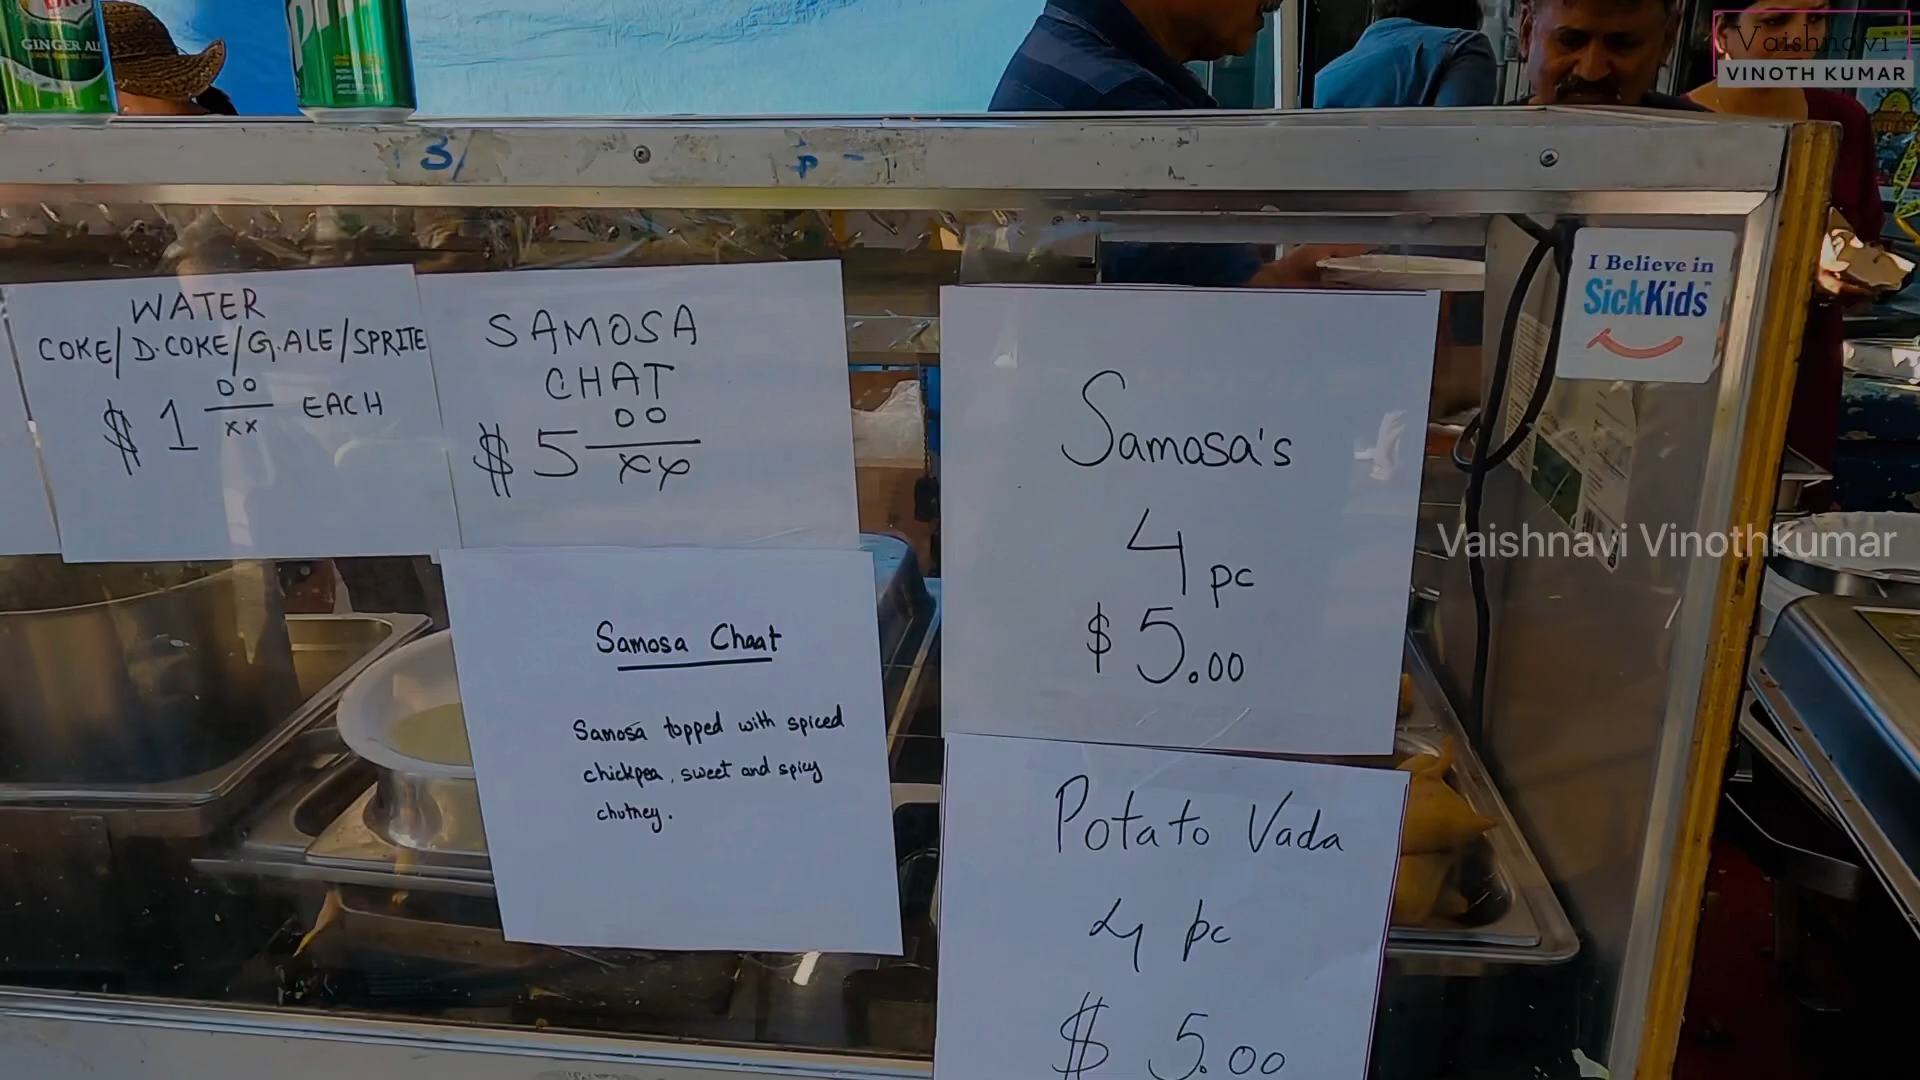 GINGER AL
Vaishnavi
VINOTH KUMAR
I Believe in
SickKids
WATER
COKE/D.COKE/G.ALE/SPRITE
$ 1 00/xx EACH
SAMOSA
CHAT
$ 5 00/xx
Samosa's
4 pc
$ 5.00
Vaishnavi Vinothkumar
Samosa Chaat
Samosa topped with spiced
chickpea, sweet and spicy
chutney.
Potato Vada
4 pc
$ 5.00